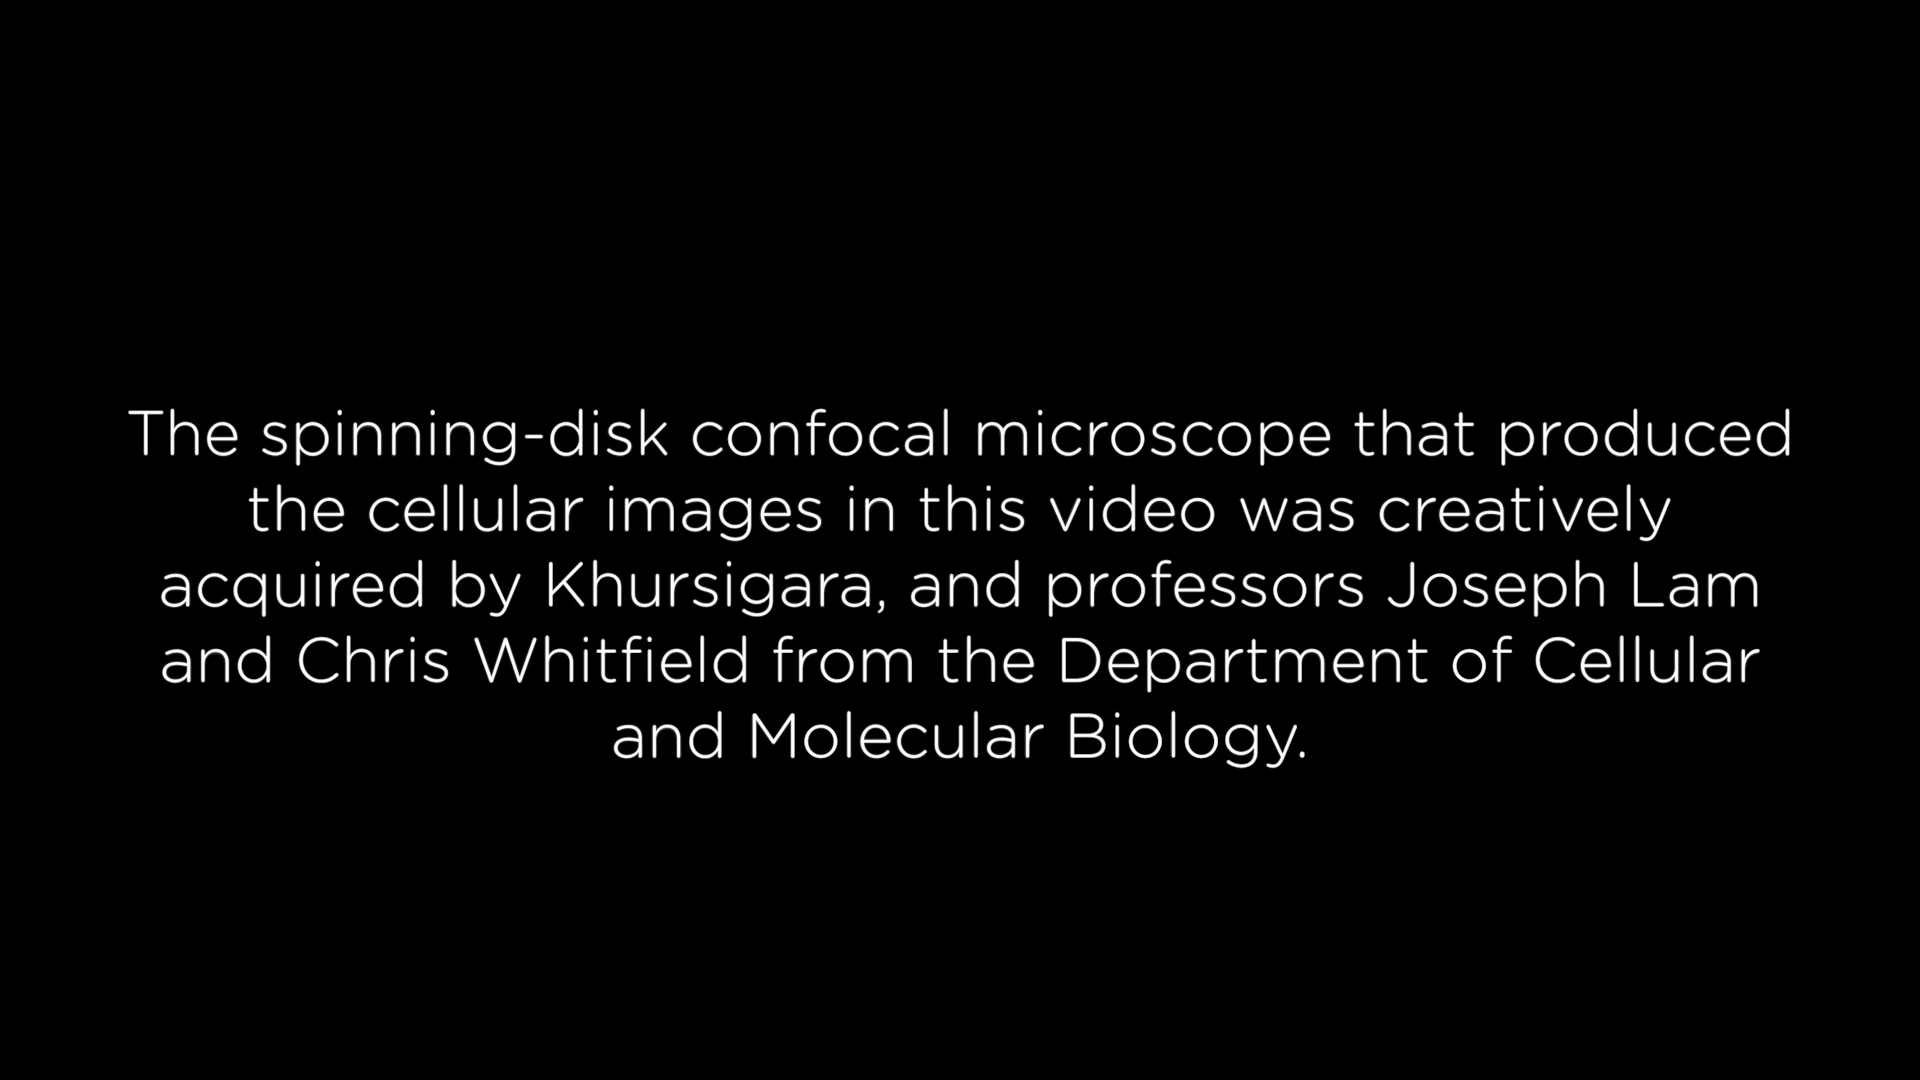 The spinning-disk confocal microscope that produced
the cellular images in this video was creatively
acquired by Khursigara, and professors Joseph Lam
and Chris Whitfield from the Department of Cellular
and Molecular Biology.